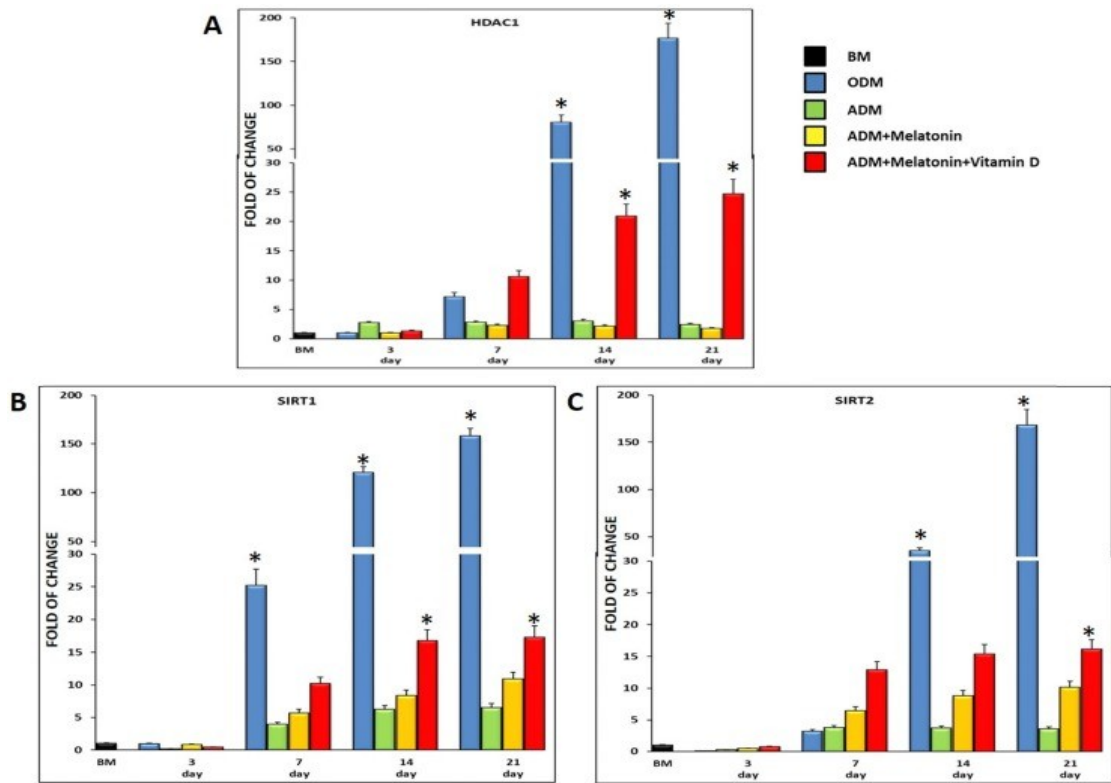 A
HDAC1
FOLD OF CHANGE
200
150
100
50
30
25
20
15
10
5
0
* * * *
BM 3 7 14 21
day day day day
BM
ODM
ADM
ADM+Melatonin
ADM+Melatonin+Vitamin D
B
SIRT1
FOLD OF CHANGE
200
150
100
50
30
25
20
15
10
5
0
* * * * *
BM 3 7 14 21
day day day day
C
SIRT2
FOLD OF CHANGE
200
150
100
50
30
25
20
15
10
5
0
* * *
BM 3 7 14 21
day day day day